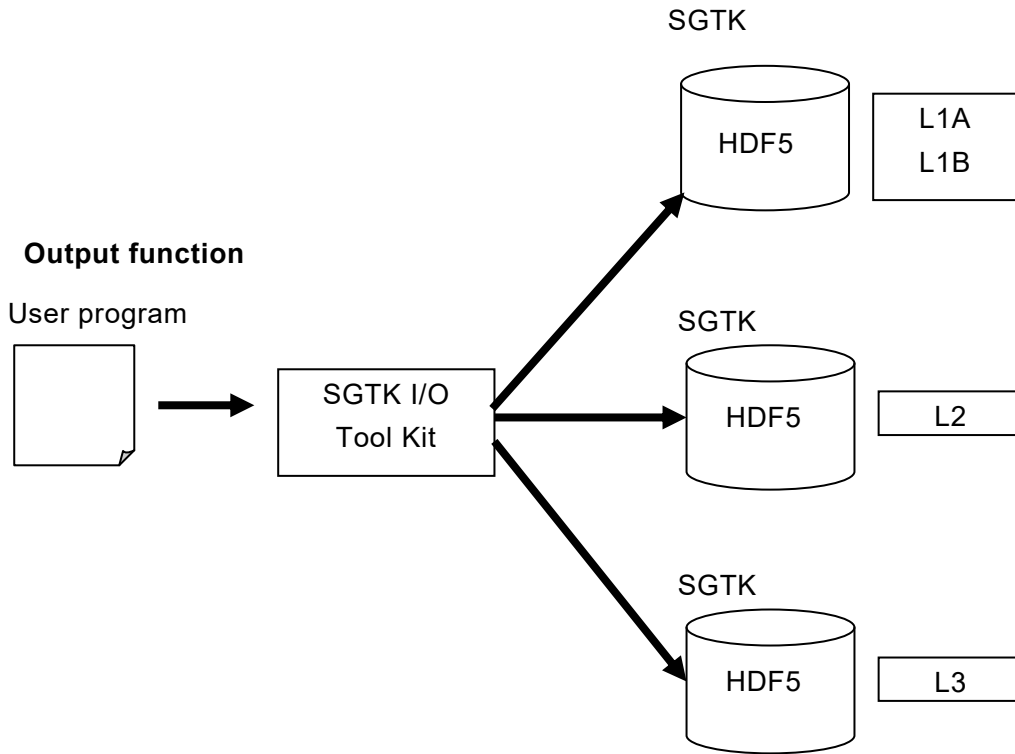 SGTK
HDF5
L1A
L1B
Output function
User program
SGTK I/O
Tool Kit
SGTK
HDF5
L2
SGTK
HDF5
L3